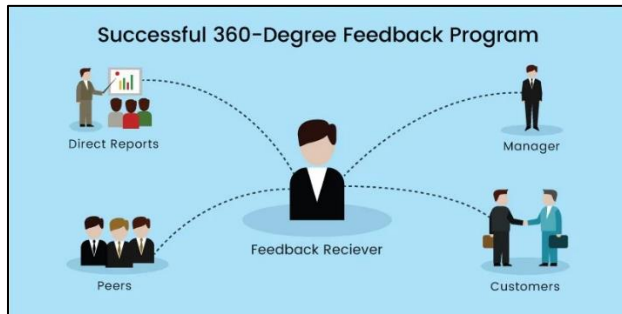 Successful 360-Degree Feedback Program
Direct Reports
Manager
Feedback Reciever
Peers
Customers